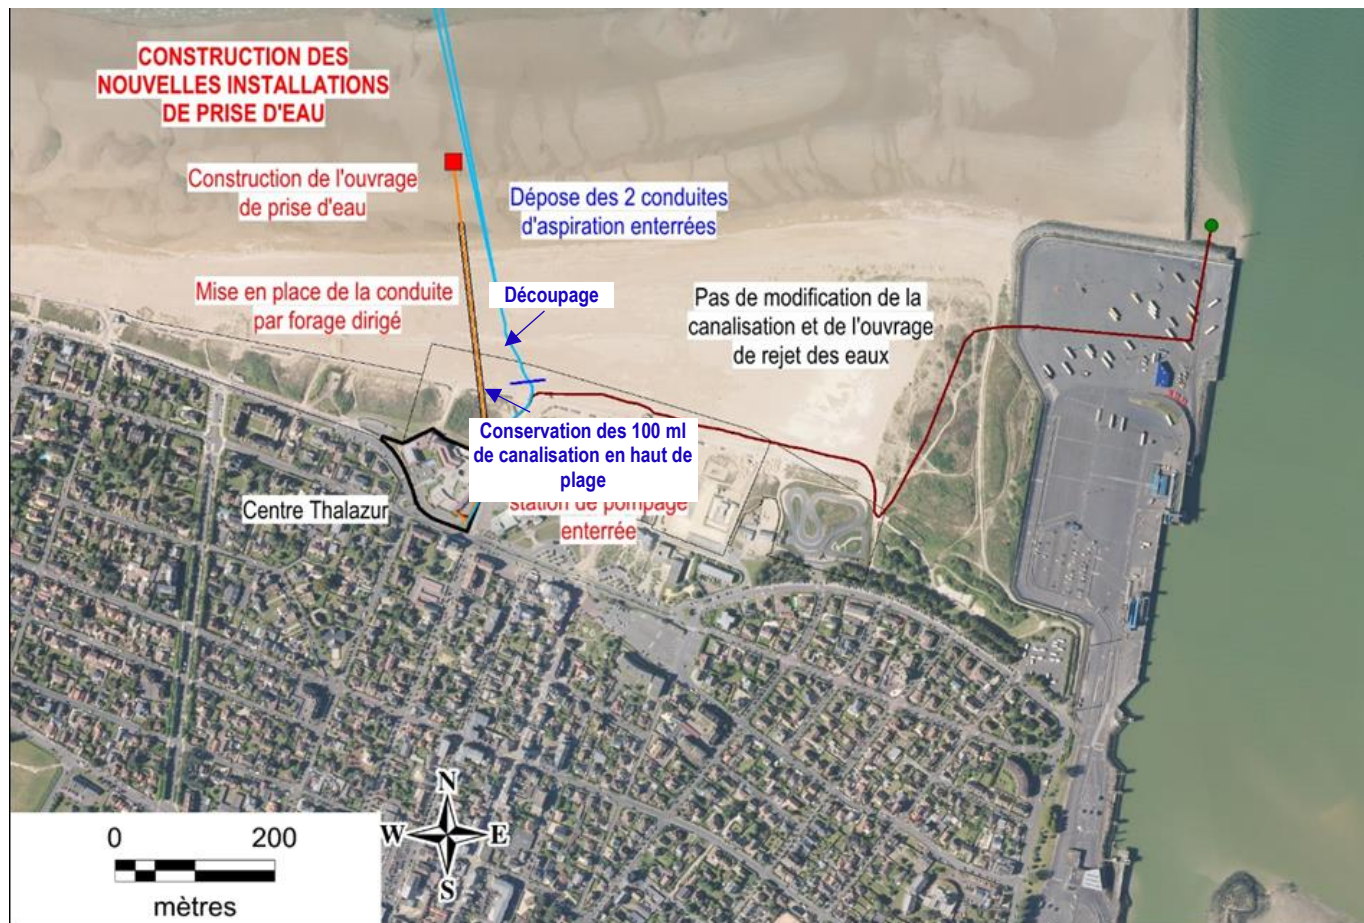 CONSTRUCTION DES
NOUVELLES INSTALLATIONS
DE PRISE D'EAU
Construction de l'ouvrage
de prise d'eau
Dépose des 2 conduites
d'aspiration enterrées
Mise en place de la conduite
par forage dirigé
Découpage
Pas de modification de la
canalisation et de l'ouvrage
de rejet des eaux
Conservation des 100 ml
de canalisation en haut de
plage
station de pompage
enterrée
Centre Thalazur
N
W E
S
0 200
mètres